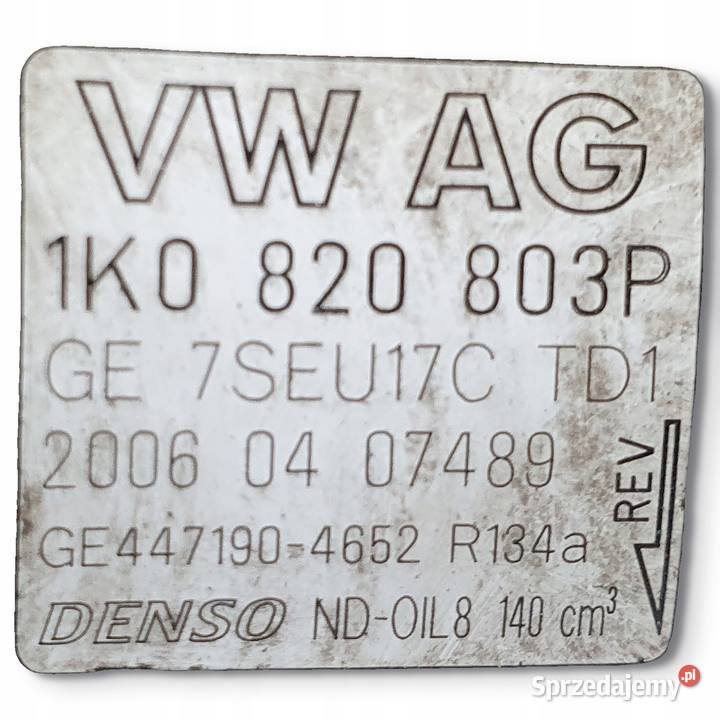 VW AG
1K0 820 803P
GE 7SEU17C TD1
2006 04 07489
REV
GE447190-4652 R134a
DENSO ND-OIL8 140 cm³
Sprzedajemy.pl